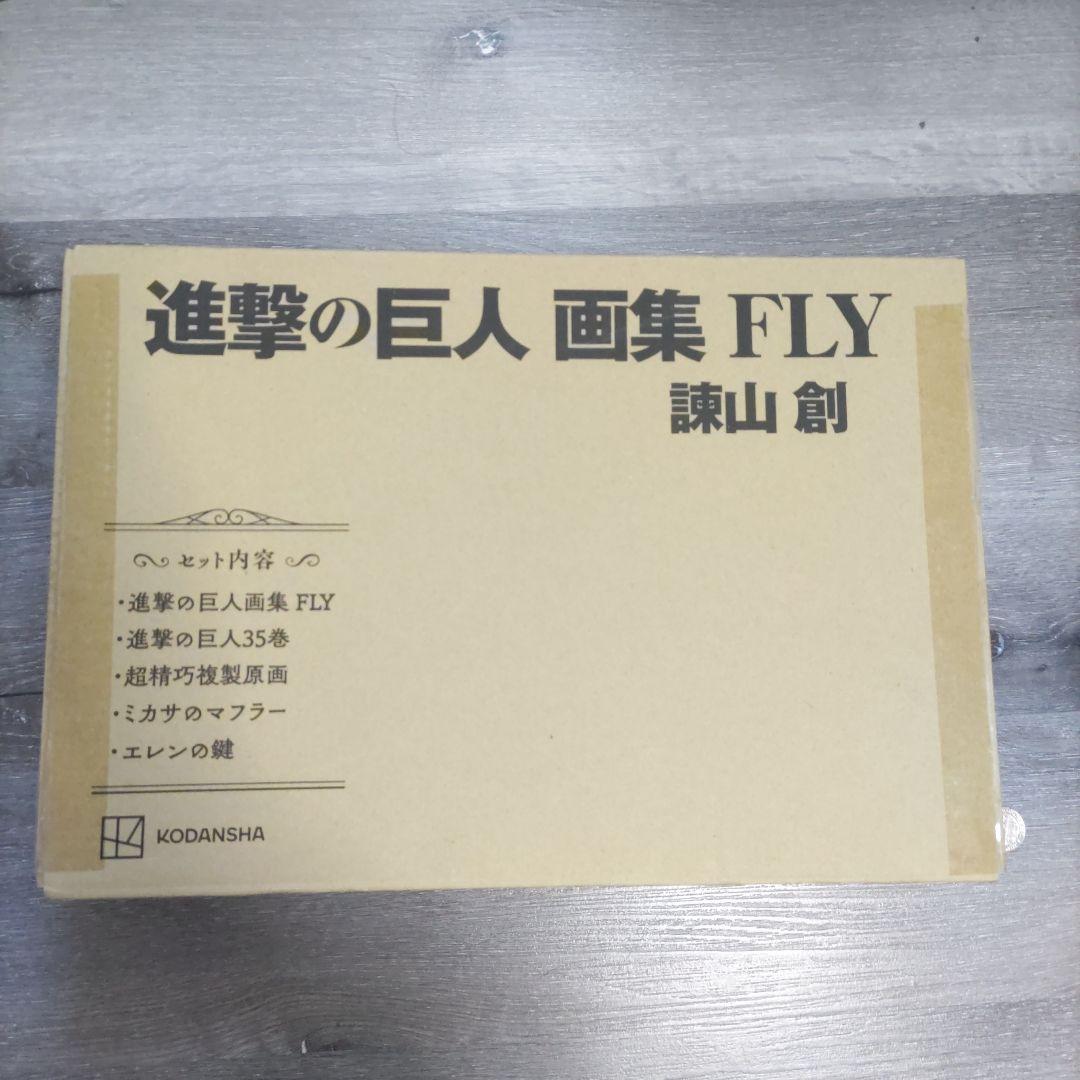 進撃の巨人 画集 FLY
諫山 創
セット内容
・進撃の巨人画集 FLY
・進撃の巨人35巻
・超精巧複製原画
・ミカサのマフラー
・エレンの鍵
KODANSHA